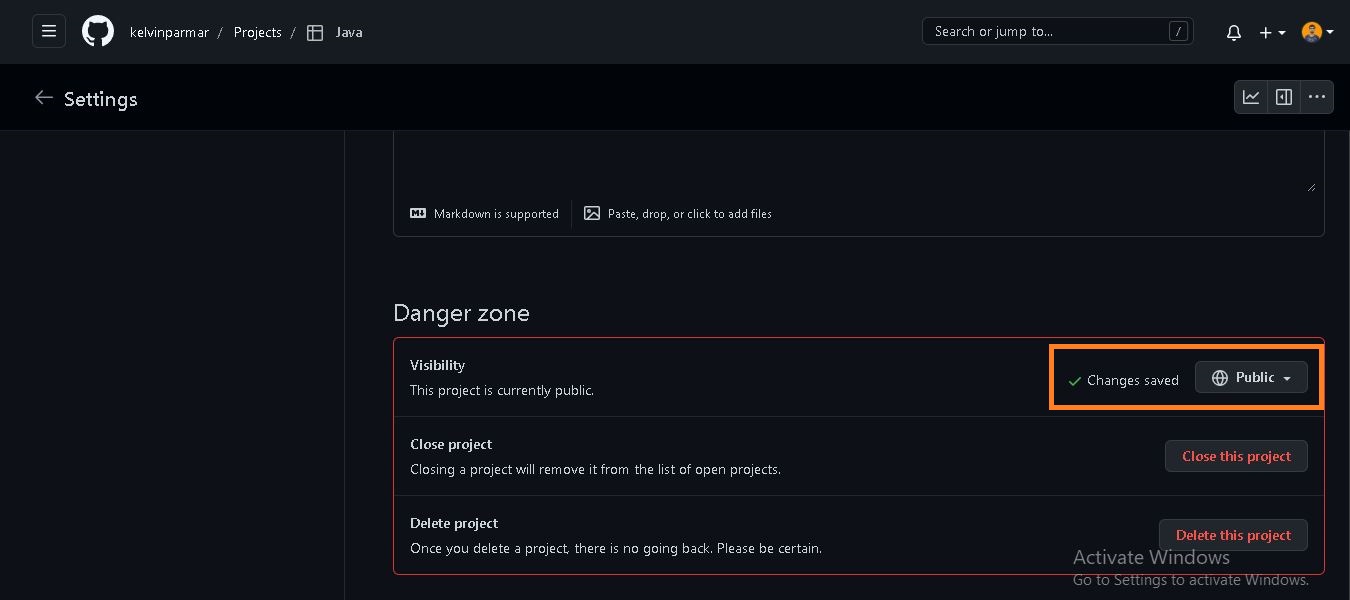 kelvinparmar / Projects / Java
Search or jump to... /
Settings
Markdown is supported
Paste, drop, or click to add files
Danger zone
Visibility
This project is currently public.
Changes saved
Public
Close project
Closing a project will remove it from the list of open projects.
Close this project
Delete project
Once you delete a project, there is no going back. Please be certain.
Delete this project
Activate Windows
Go to Settings to activate Windows.